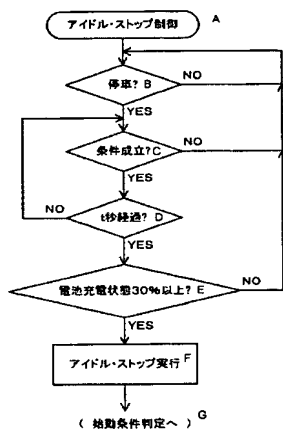 アイドル・ストップ制御 A
停車? B
NO
YES
条件成立? C
NO
YES
NO
t秒経過? D
YES
電池充電状態30%以上? E
NO
YES
アイドル・ストップ実行 F
( 始動条件判定へ ) G